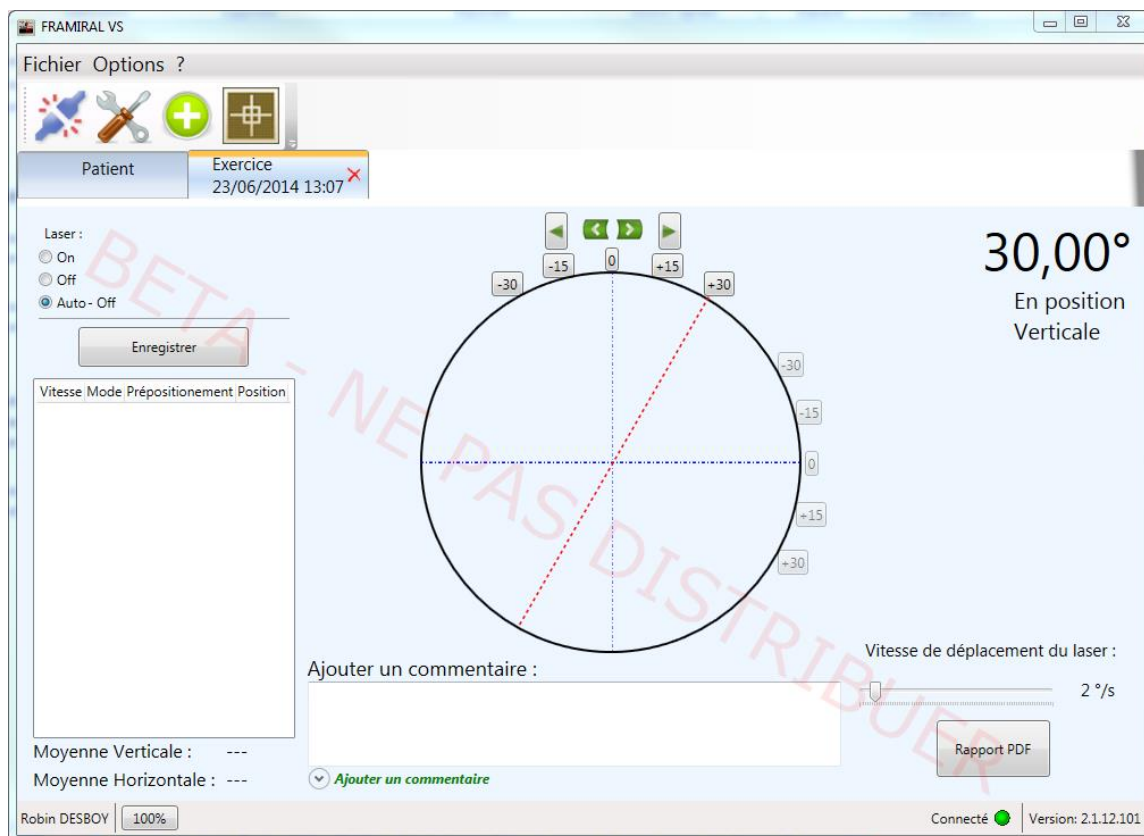 FRAMIRAL VS
Fichier Options ?
Patient
Exercice
23/06/2014 13:07
Laser :
On
Off
Auto - Off
Enregistrer
Vitesse Mode Prépositionement Position
-30
-15
0
+15
+30
-30
-15
0
+15
+30
30,00°
En position
Verticale
BETA - NE PAS DISTRIBUER
Vitesse de déplacement du laser :
2 °/s
Ajouter un commentaire :
Rapport PDF
Moyenne Verticale : ---
Moyenne Horizontale : ---
Ajouter un commentaire
Robin DESBOY 100% Connecté Version: 2.1.12.101